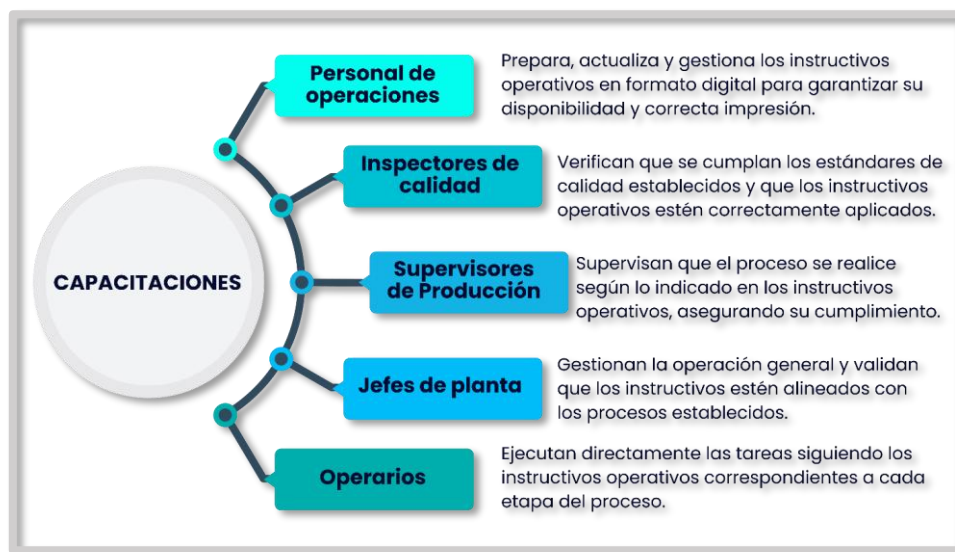 Personal de
operaciones
Prepara, actualiza y gestiona los instructivos
operativos en formato digital para garantizar su
disponibilidad y correcta impresión.
Inspectores de
calidad
Verifican que se cumplan los estándares de
calidad establecidos y que los instructivos
operativos estén correctamente aplicados.
CAPACITACIONES
Supervisores
de Producción
Supervisan que el proceso se realice
según lo indicado en los instructivos
operativos, asegurando su cumplimiento.
Jefes de planta
Gestionan la operación general y validan
que los instructivos estén alineados con
los procesos establecidos.
Operarios
Ejecutan directamente las tareas siguiendo los
instructivos operativos correspondientes a cada
etapa del proceso.